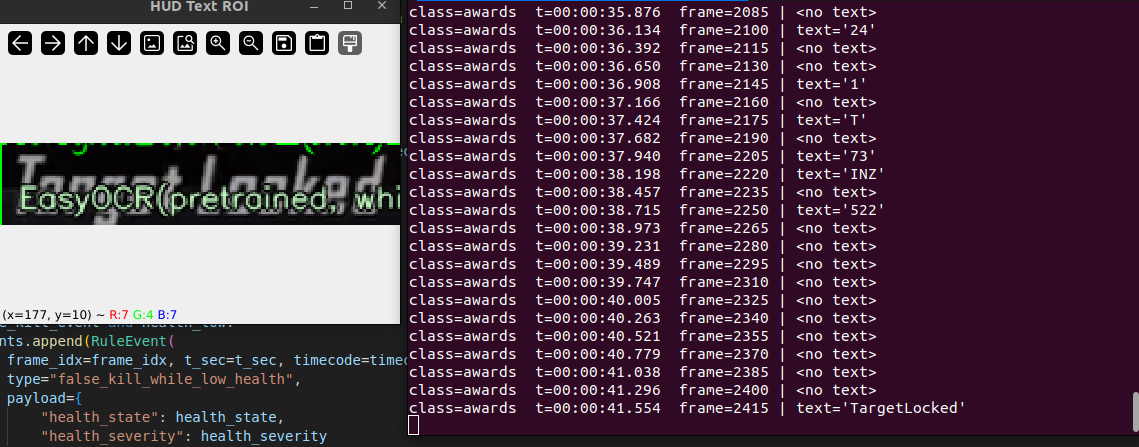 HUD Text ROI
Target Locked
EasyOCR(pretrained, whi
(x=177, y=10) ~ R:7 G:4 B:7
nts.append(RuleEvent(
frame_idx=frame_idx, t_sec=t_sec, timecode=timec
type="false_kill_while_low_health",
payload={
"health_state": health_state,
"health_severity": health_severity
class=awards t=00:00:35.876 frame=2085 | <no text>
class=awards t=00:00:36.134 frame=2100 | text='24'
class=awards t=00:00:36.392 frame=2115 | <no text>
class=awards t=00:00:36.650 frame=2130 | <no text>
class=awards t=00:00:36.908 frame=2145 | text='1'
class=awards t=00:00:37.166 frame=2160 | <no text>
class=awards t=00:00:37.424 frame=2175 | text='T'
class=awards t=00:00:37.682 frame=2190 | <no text>
class=awards t=00:00:37.940 frame=2205 | text='73'
class=awards t=00:00:38.198 frame=2220 | text='INZ'
class=awards t=00:00:38.457 frame=2235 | <no text>
class=awards t=00:00:38.715 frame=2250 | text='522'
class=awards t=00:00:38.973 frame=2265 | <no text>
class=awards t=00:00:39.231 frame=2280 | <no text>
class=awards t=00:00:39.489 frame=2295 | <no text>
class=awards t=00:00:39.747 frame=2310 | <no text>
class=awards t=00:00:40.005 frame=2325 | <no text>
class=awards t=00:00:40.263 frame=2340 | <no text>
class=awards t=00:00:40.521 frame=2355 | <no text>
class=awards t=00:00:40.779 frame=2370 | <no text>
class=awards t=00:00:41.038 frame=2385 | <no text>
class=awards t=00:00:41.296 frame=2400 | <no text>
class=awards t=00:00:41.554 frame=2415 | text='TargetLocked'